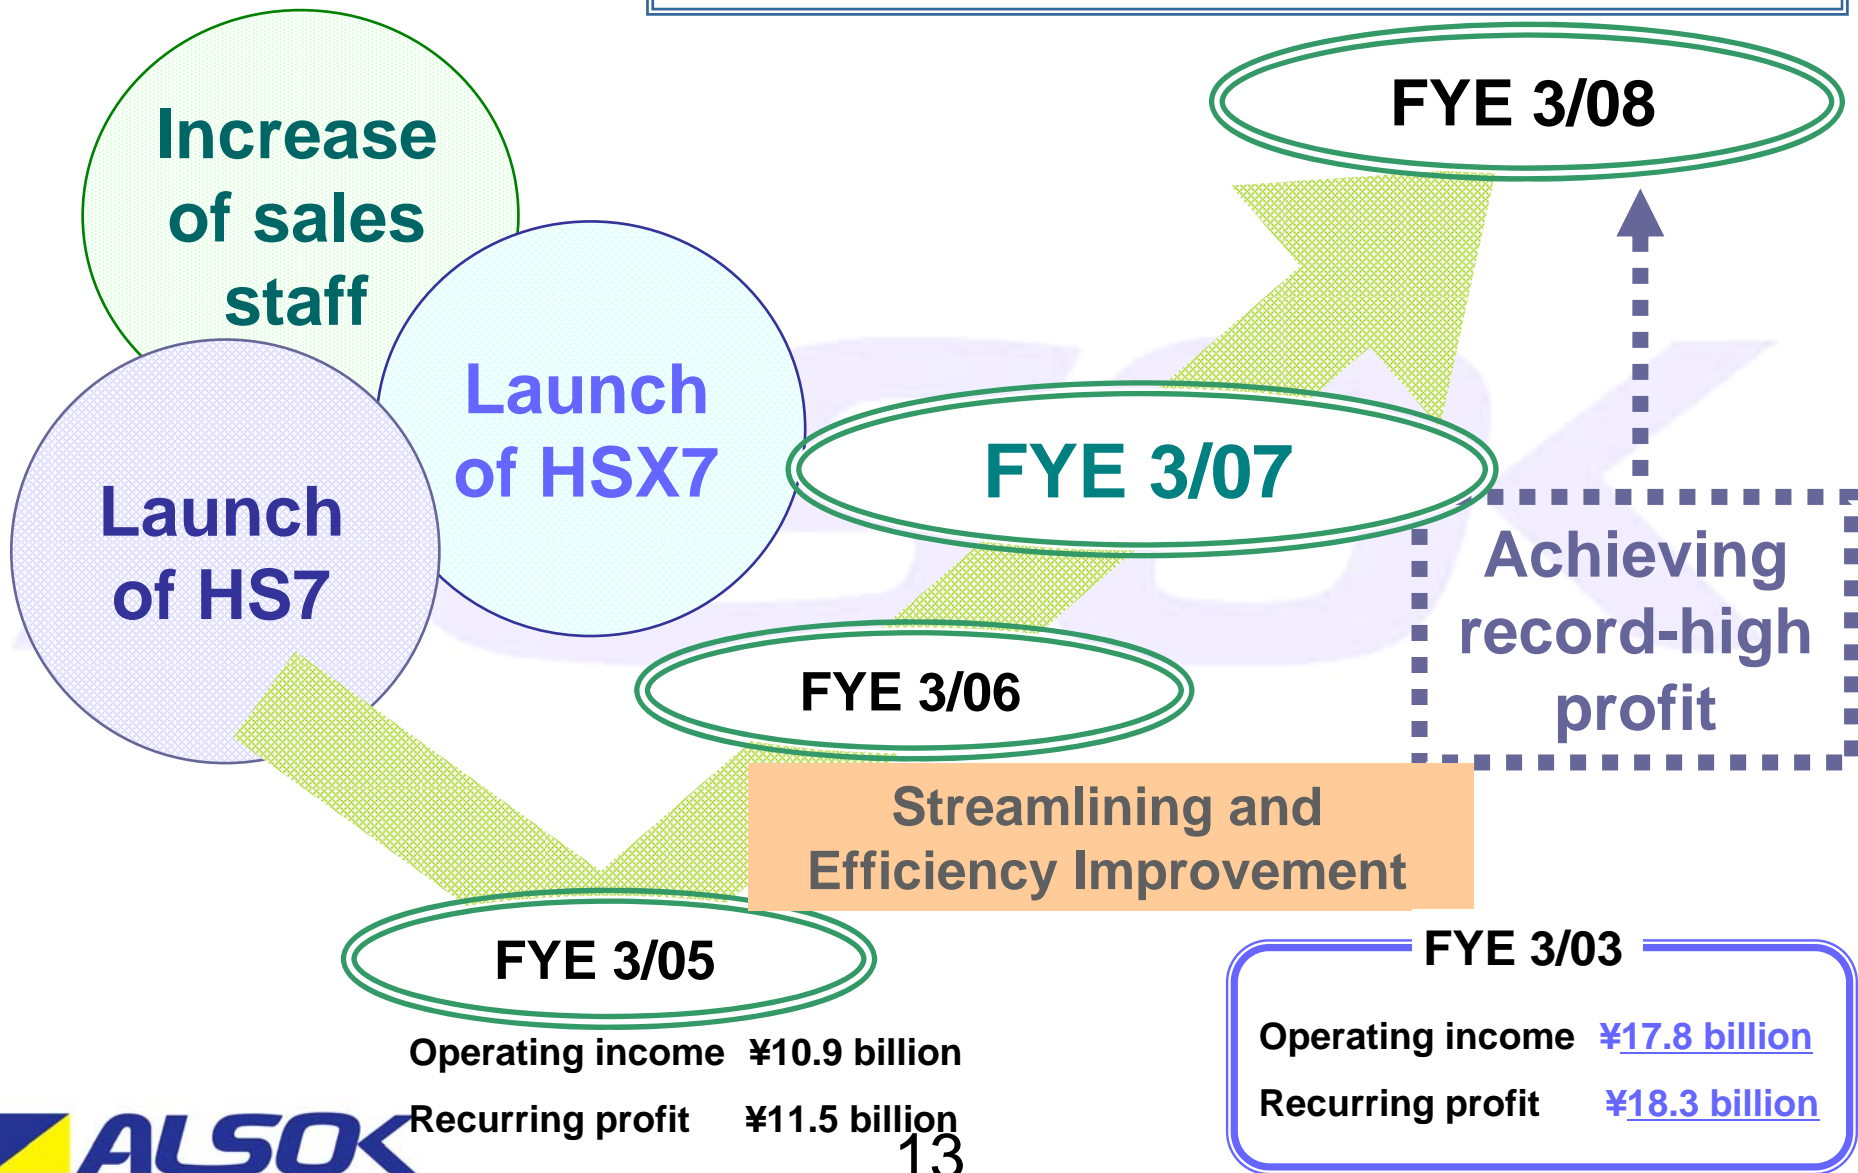 Increase
of sales
staff
Launch
of HSX7
Launch
of HS7
FYE 3/08
FYE 3/07
Achieving
record-high
profit
FYE 3/06
Streamlining and
Efficiency Improvement
FYE 3/05
Operating income ¥10.9 billion
Recurring profit ¥11.5 billion
FYE 3/03
Operating income ¥17.8 billion
Recurring profit ¥18.3 billion
ALSOK
13